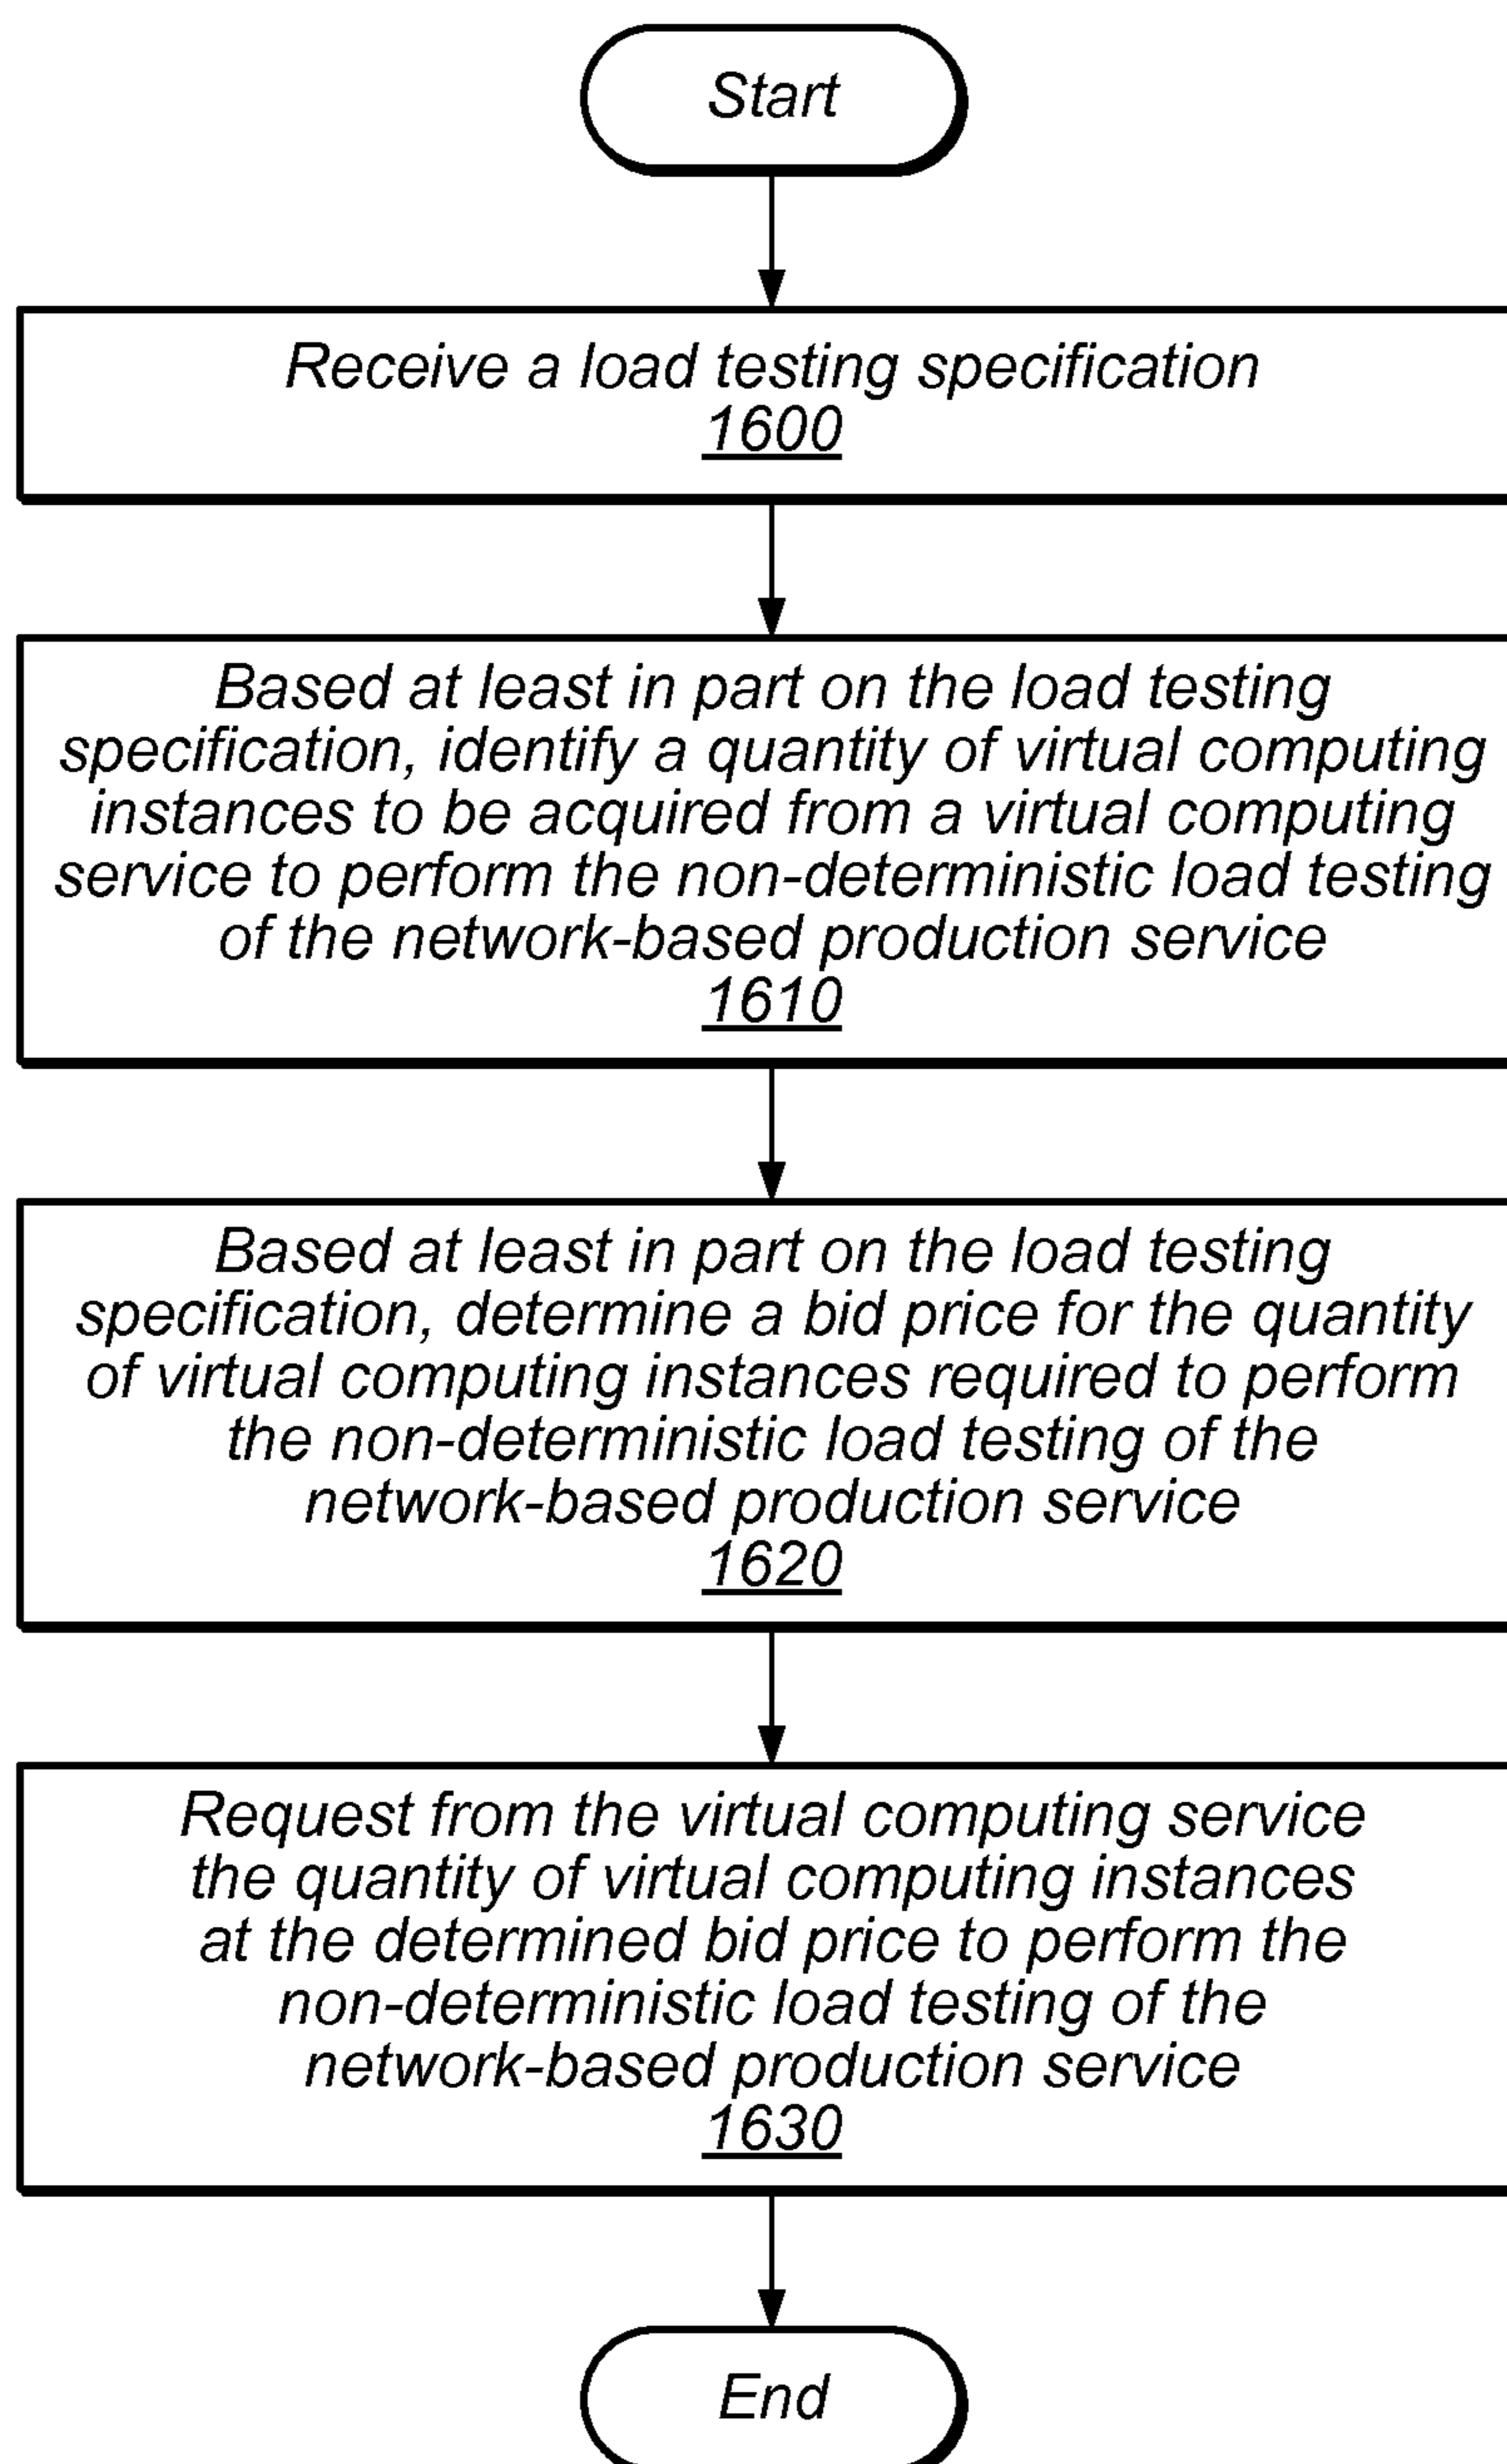 Start
Receive a load testing specification
1600
Based at least in part on the load testing
specification, identify a quantity of virtual computing
instances to be acquired from a virtual computing
service to perform the non-deterministic load testing
of the network-based production service
1610
Based at least in part on the load testing
specification, determine a bid price for the quantity
of virtual computing instances required to perform
the non-deterministic load testing of the
network-based production service
1620
Request from the virtual computing service
the quantity of virtual computing instances
at the determined bid price to perform the
non-deterministic load testing of the
network-based production service
1630
End